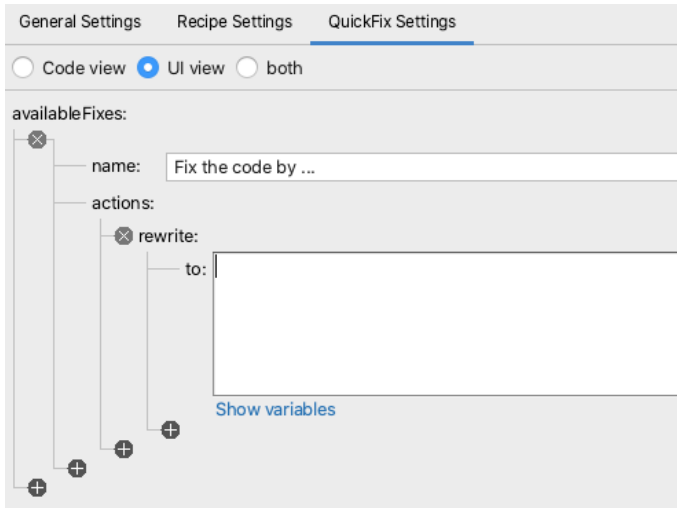 General Settings Recipe Settings QuickFix Settings
Code view UI view both
availableFixes:
name: Fix the code by ...
actions:
rewrite:
to:
Show variables